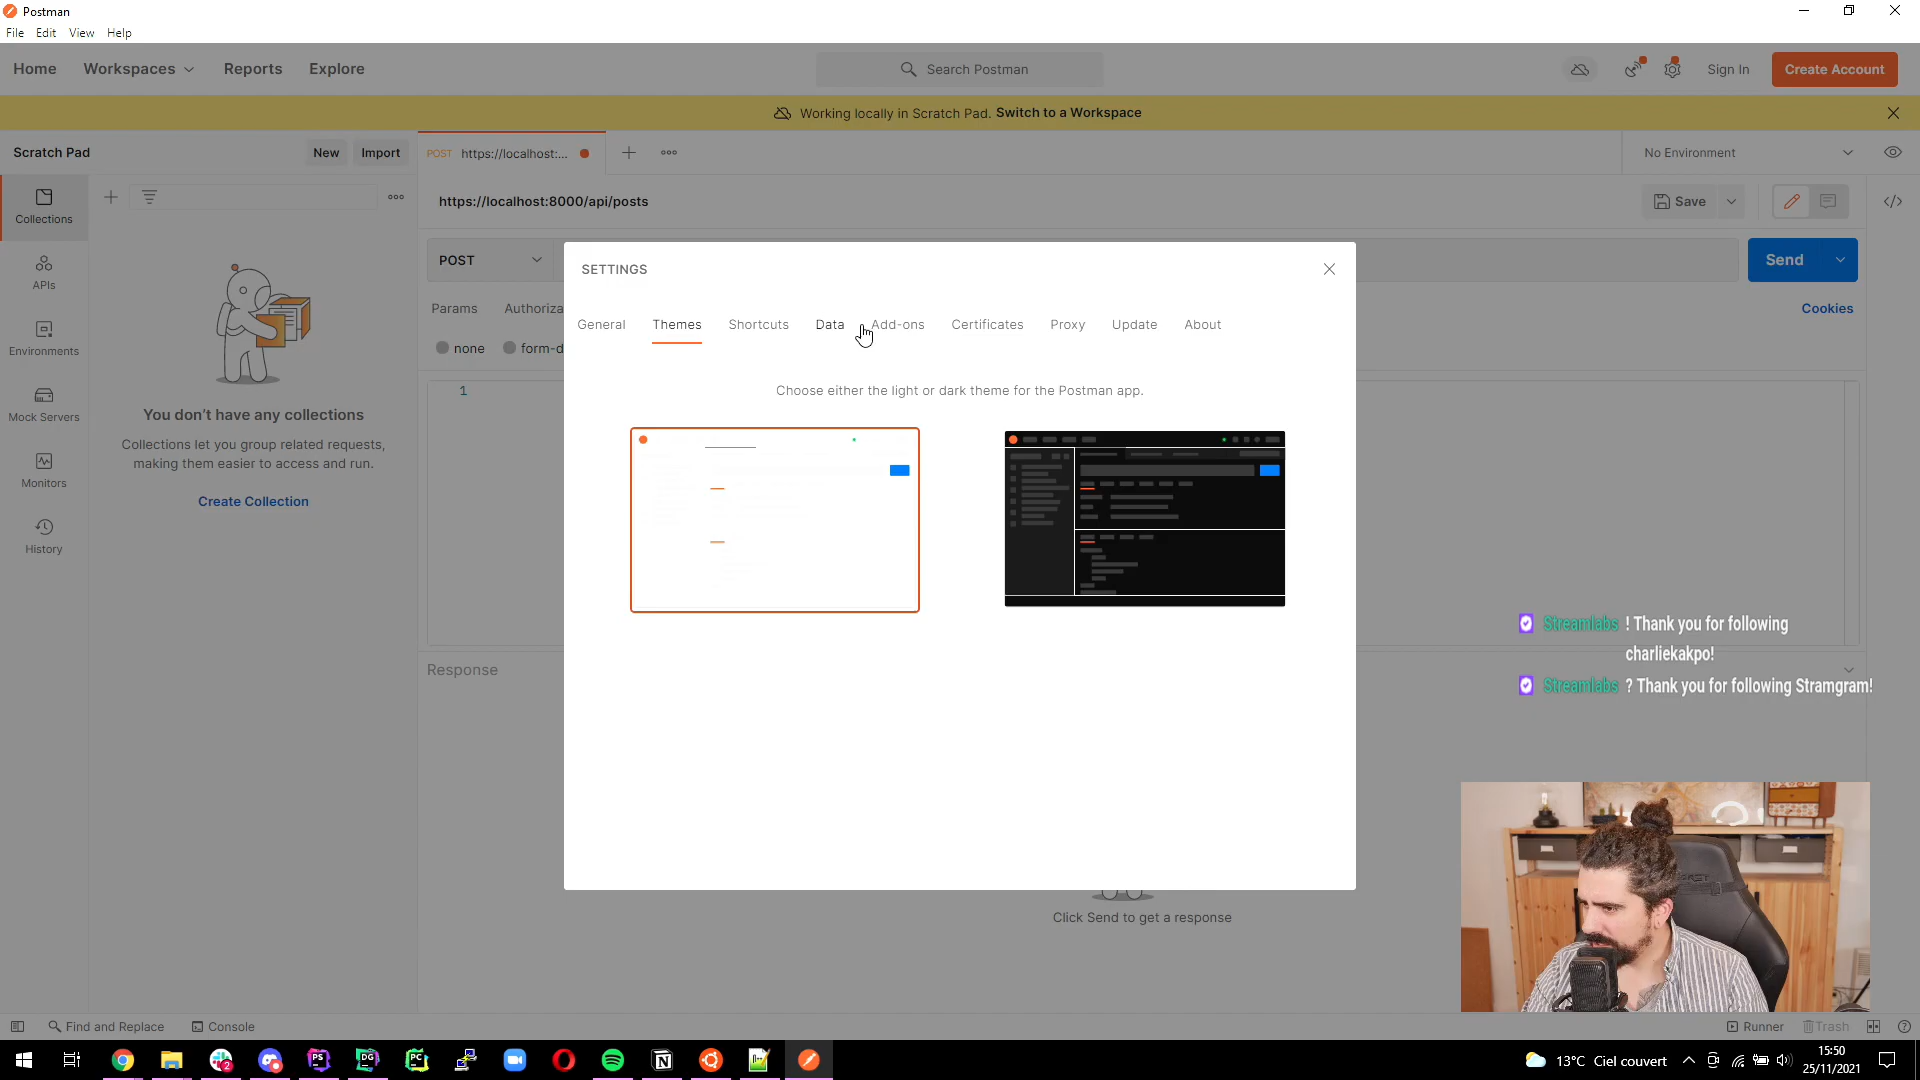 Postman
File Edit View Help
Home Workspaces Reports Explore
Search Postman
Sign In
Create Account
Working locally in Scratch Pad. Switch to a Workspace
Scratch Pad
New
Import
POST https://localhost:...
No Environment
https://localhost:8000/api/posts
Save
POST
Send
Params Authoriza
Cookies
none form-d
1
Collections
APIs
Environments
Mock Servers
Monitors
History
You don't have any collections
Collections let you group related requests,
making them easier to access and run.
Create Collection
SETTINGS
General Themes Shortcuts Data Add-ons Certificates Proxy Update About
Choose either the light or dark theme for the Postman app.
Streamlabs ! Thank you for following
charliekakpo!
Streamlabs ? Thank you for following Stramgram!
Response
Click Send to get a response
Find and Replace Console
Runner Trash
2
PS
DG
PC
N
13°C Ciel couvert
15:50
25/11/2021